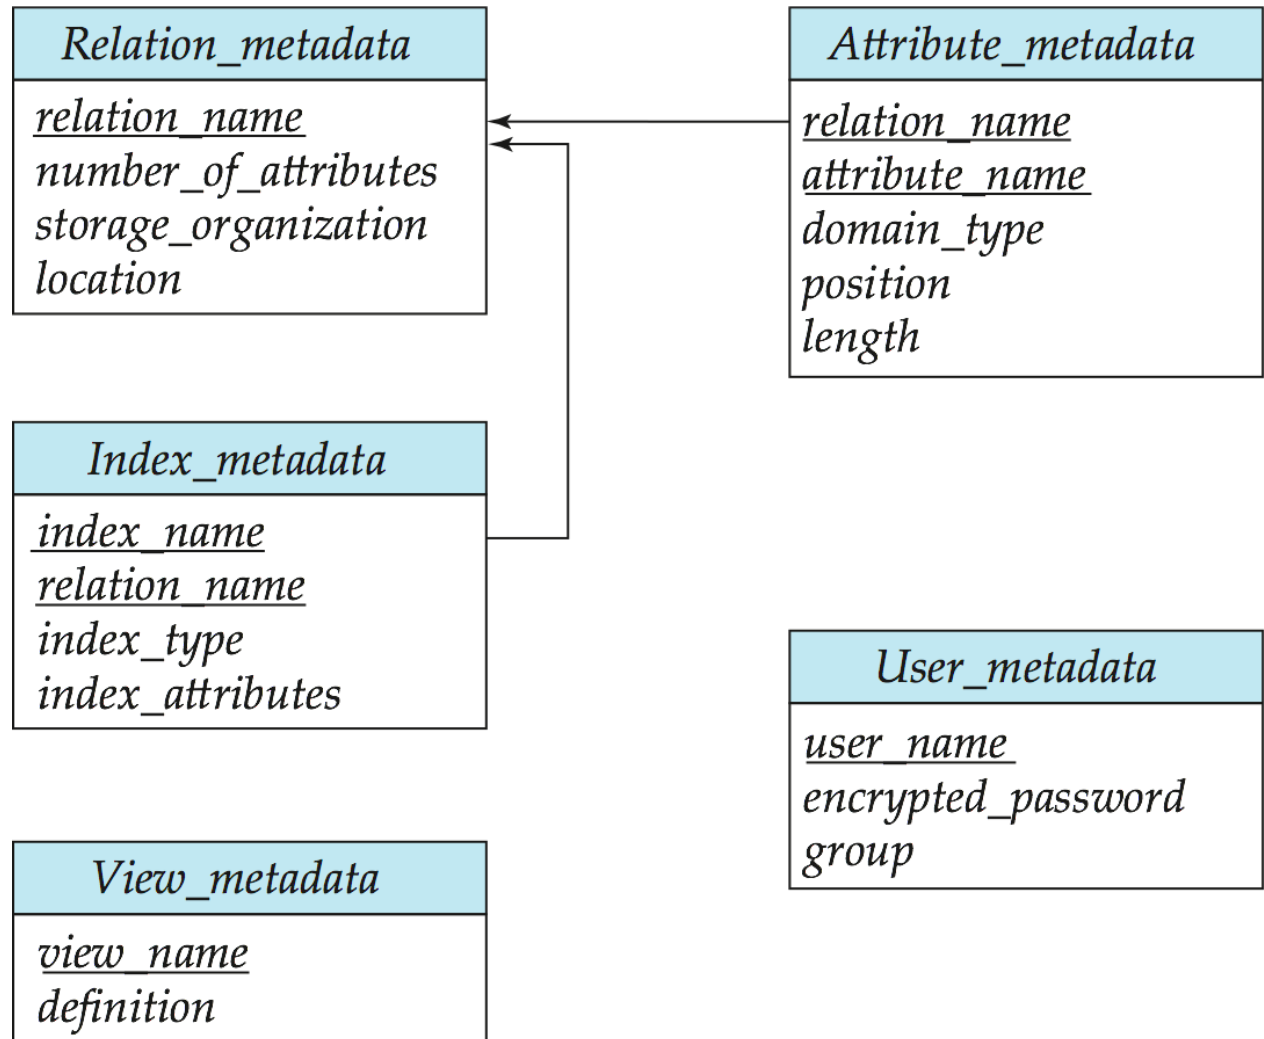 Relation_metadata
relation_name
number_of_attributes
storage_organization
location
Attribute_metadata
relation_name
attribute_name
domain_type
position
length
Index_metadata
index_name
relation_name
index_type
index_attributes
User_metadata
user_name
encrypted_password
group
View_metadata
view_name
definition